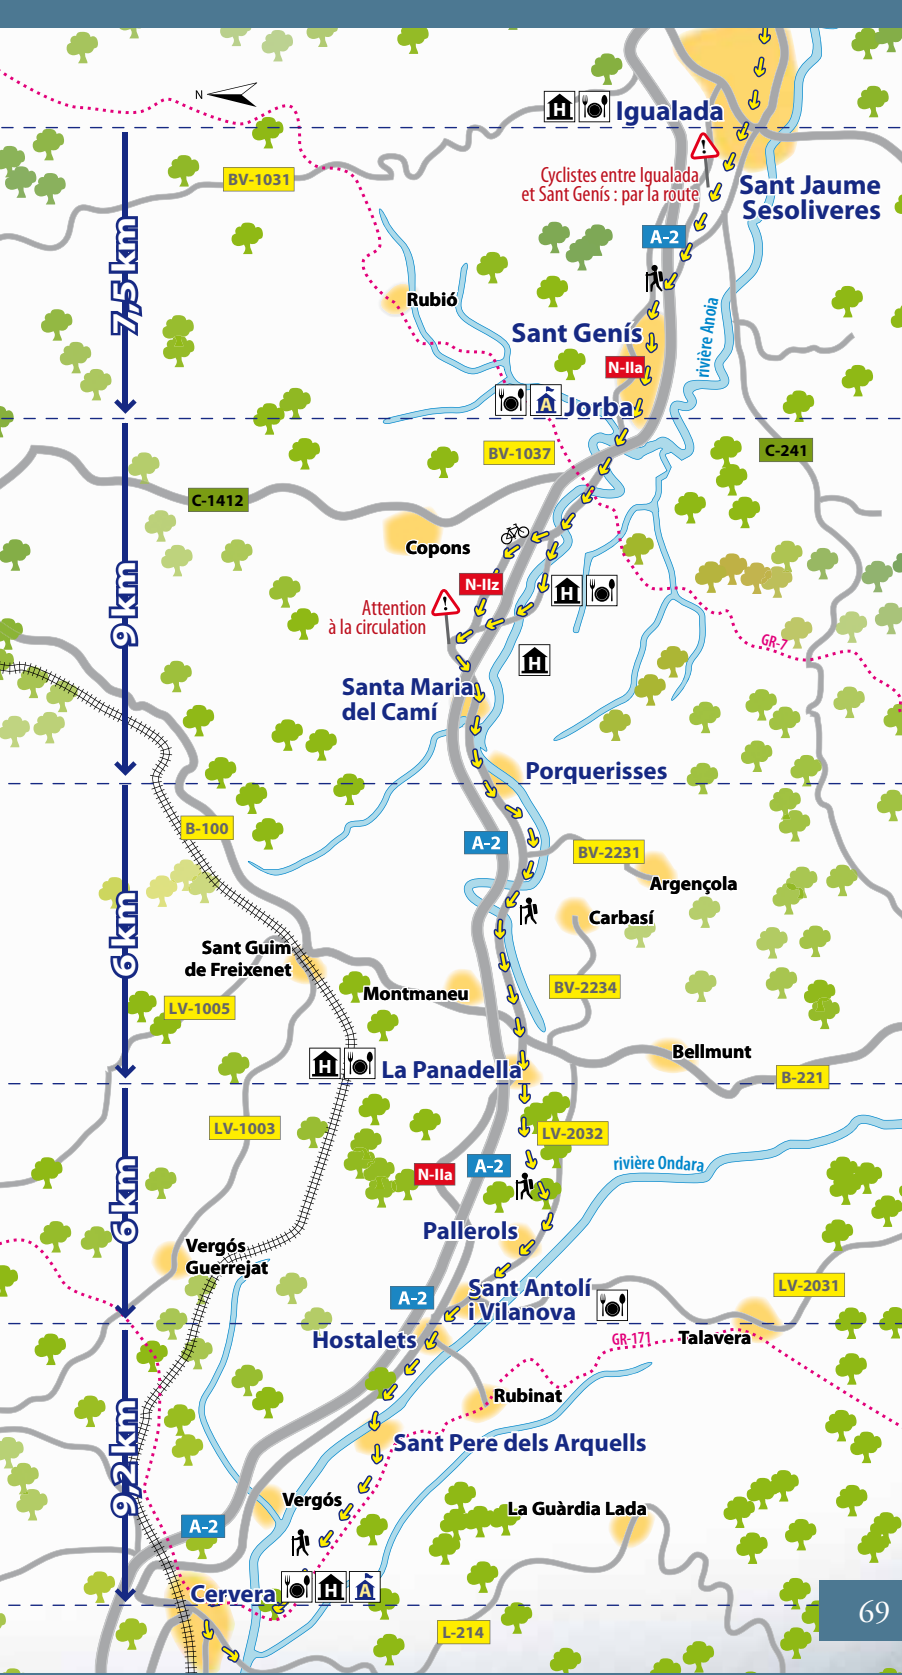 N
Igualada
Cyclistes entre Igualada
et Sant Genís : par la route
Sant Jaume
Sesoliveres
BV-1031
A-2
7,5 km
Rubió
rivière Anoia
Sant Genís
N-IIa
Jorba
A
BV-1037
C-241
C-1412
Copons
N-IIz
H
Attention
à la circulation
9 km
GR-7
H
Santa Maria
del Camí
Porquerisses
B-100
A-2
BV-2231
Argençola
Carbasí
6 km
Sant Guim
de Freixenet
Montmaneu
BV-2234
LV-1005
Bellmunt
H
La Panadella
B-221
LV-1003
LV-2032
A-2
N-IIa
rivière Ondara
6 km
Pallerols
Vergós
Guerrejat
Sant Antolí
i Vilanova
A-2
LV-2031
Hostalets
GR-171
Talavera
Rubinat
9,2 km
Sant Pere dels Arquells
Vergós
La Guàrdia Lada
A-2
Cervera
H
A
L-214
69